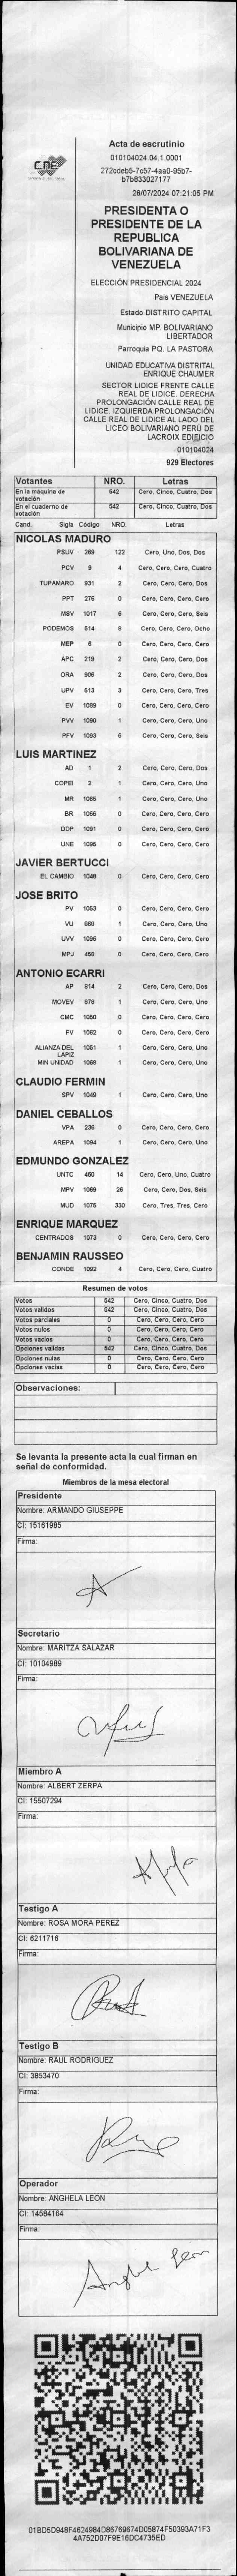 CNE
Acta de escrutinio
010104024.04.1.0001
272cdeb5-7c57-4aa0-95b7-
b7b833027177
28/07/2024 07:21:05 PM
PRESIDENTA O
PRESIDENTE DE LA
REPUBLICA
BOLIVARIANA DE
VENEZUELA
ELECCIÓN PRESIDENCIAL 2024
País VENEZUELA
Estado DISTRITO CAPITAL
Municipio MP. BOLIVARIANO
LIBERTADOR
Parroquia PQ. LA PASTORA
UNIDAD EDUCATIVA DISTRITAL
ENRIQUE CHAUMER
SECTOR LIDICE FRENTE CALLE
REAL DE LIDICE. DERECHA
PROLONGACIÓN CALLE REAL DE
LIDICE. IZQUIERDA PROLONGACIÓN
CALLE REAL DE LIDICE AL LADO DEL
LICEO BOLIVARIANO PERÚ DE
LACROIX EDIFICIO
010104024
929 Electores
Votantes NRO. Letras
En la máquina de votación 542 Cero, Cinco, Cuatro, Dos
En el cuaderno de votación 542 Cero, Cinco, Cuatro, Dos
Cand. Sigla Código NRO. Letras
NICOLAS MADURO
PSUV 269 122 Cero, Uno, Dos, Dos
PCV 9 4 Cero, Cero, Cero, Cuatro
TUPAMARO 931 2 Cero, Cero, Cero, Dos
PPT 275 0 Cero, Cero, Cero, Cero
MSV 1017 6 Cero, Cero, Cero, Seis
PODEMOS 514 8 Cero, Cero, Cero, Ocho
MEP 6 0 Cero, Cero, Cero, Cero
APC 219 2 Cero, Cero, Cero, Dos
ORA 906 2 Cero, Cero, Cero, Dos
UPV 513 3 Cero, Cero, Cero, Tres
EV 1089 0 Cero, Cero, Cero, Cero
PVV 1090 1 Cero, Cero, Cero, Uno
PFV 1093 6 Cero, Cero, Cero, Seis
LUIS MARTINEZ
AD 1 2 Cero, Cero, Cero, Dos
COPEI 2 1 Cero, Cero, Cero, Uno
MR 1065 1 Cero, Cero, Cero, Uno
BR 1066 0 Cero, Cero, Cero, Cero
DDP 1091 0 Cero, Cero, Cero, Cero
UNE 1095 0 Cero, Cero, Cero, Cero
JAVIER BERTUCCI
EL CAMBIO 1048 0 Cero, Cero, Cero, Cero
JOSE BRITO
PV 1053 0 Cero, Cero, Cero, Cero
VU 868 1 Cero, Cero, Cero, Uno
UVV 1096 0 Cero, Cero, Cero, Cero
MPJ 458 0 Cero, Cero, Cero, Cero
ANTONIO ECARRI
AP 814 2 Cero, Cero, Cero, Dos
MOVEV 978 1 Cero, Cero, Cero, Uno
CMC 1050 0 Cero, Cero, Cero, Cero
FV 1062 0 Cero, Cero, Cero, Cero
ALIANZA DEL LAPIZ 1051 1 Cero, Cero, Cero, Uno
MIN UNIDAD 1068 1 Cero, Cero, Cero, Uno
CLAUDIO FERMIN
SPV 1049 1 Cero, Cero, Cero, Uno
DANIEL CEBALLOS
VPA 236 0 Cero, Cero, Cero, Cero
AREPA 1094 1 Cero, Cero, Cero, Uno
EDMUNDO GONZALEZ
UNTC 460 14 Cero, Cero, Uno, Cuatro
MPV 1069 26 Cero, Cero, Dos, Seis
MUD 1075 330 Cero, Tres, Tres, Cero
ENRIQUE MARQUEZ
CENTRADOS 1073 0 Cero, Cero, Cero, Cero
BENJAMIN RAUSSEO
CONDE 1092 4 Cero, Cero, Cero, Cuatro
Resumen de votos
Votos 542 Cero, Cinco, Cuatro, Dos
Votos validos 542 Cero, Cinco, Cuatro, Dos
Votos parciales 0 Cero, Cero, Cero, Cero
Votos nulos 0 Cero, Cero, Cero, Cero
Votos vacíos 0 Cero, Cero, Cero, Cero
Opciones validas 542 Cero, Cinco, Cuatro, Dos
Opciones nulas 0 Cero, Cero, Cero, Cero
Opciones vacías 0 Cero, Cero, Cero, Cero
Observaciones:
Se levanta la presente acta la cual firman en
señal de conformidad.
Miembros de la mesa electoral
Presidente
Nombre: ARMANDO GIUSEPPE
CI: 15161985
Firma:
Secretario
Nombre: MARITZA SALAZAR
CI: 10104989
Firma:
Miembro A
Nombre: ALBERT ZERPA
CI: 15507294
Firma:
Testigo A
Nombre: ROSA MORA PEREZ
CI: 6211716
Firma:
Testigo B
Nombre: RAUL RODRIGUEZ
CI: 3853470
Firma:
Operador
Nombre: ANGHELA LEON
CI: 14584164
Firma:
Anghela Leon
01BD5D948F4624984D86769674D05874F50393A71F3
4A752D07F9E16DC4735ED